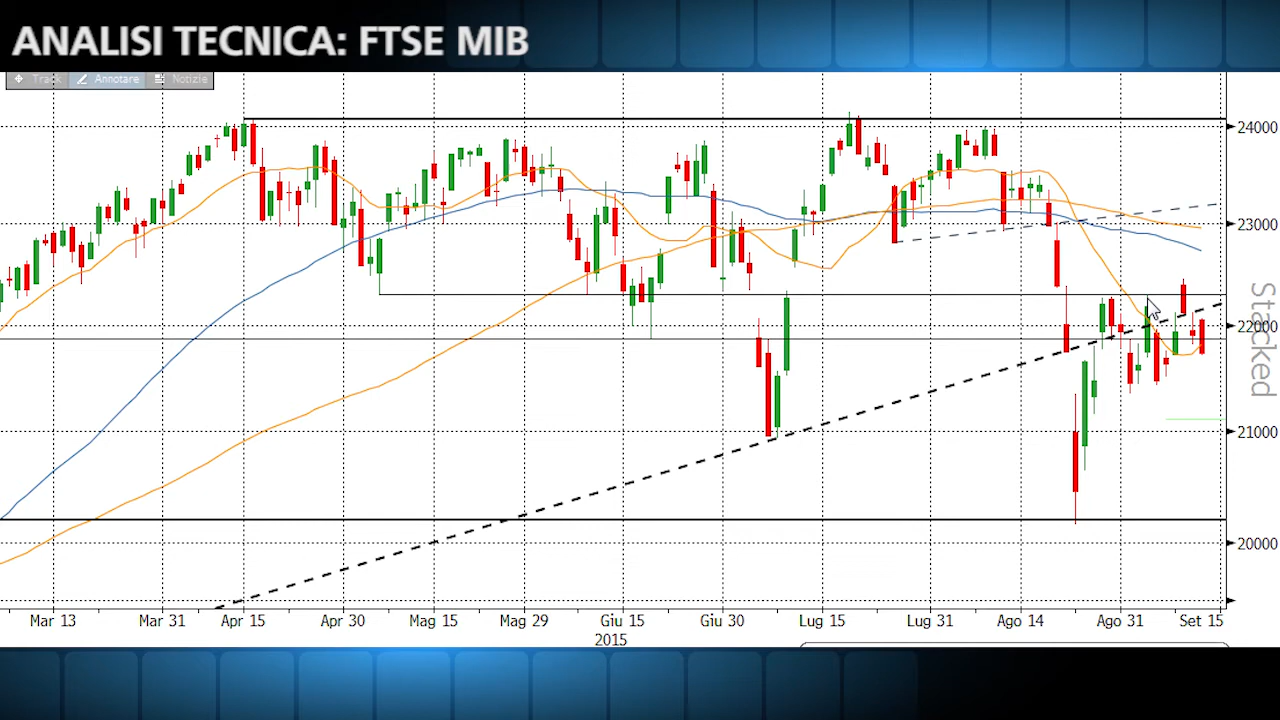 ANALISI TECNICA: FTSE MIB
Track Annotare Notizie
24000
23000
22000
21000
20000
Stacked
Mar 13 Mar 31 Apr 15 Apr 30 Mag 15 Mag 29 Giu 15 Giu 30 Lug 15 Lug 31 Ago 14 Ago 31 Set 15
2015